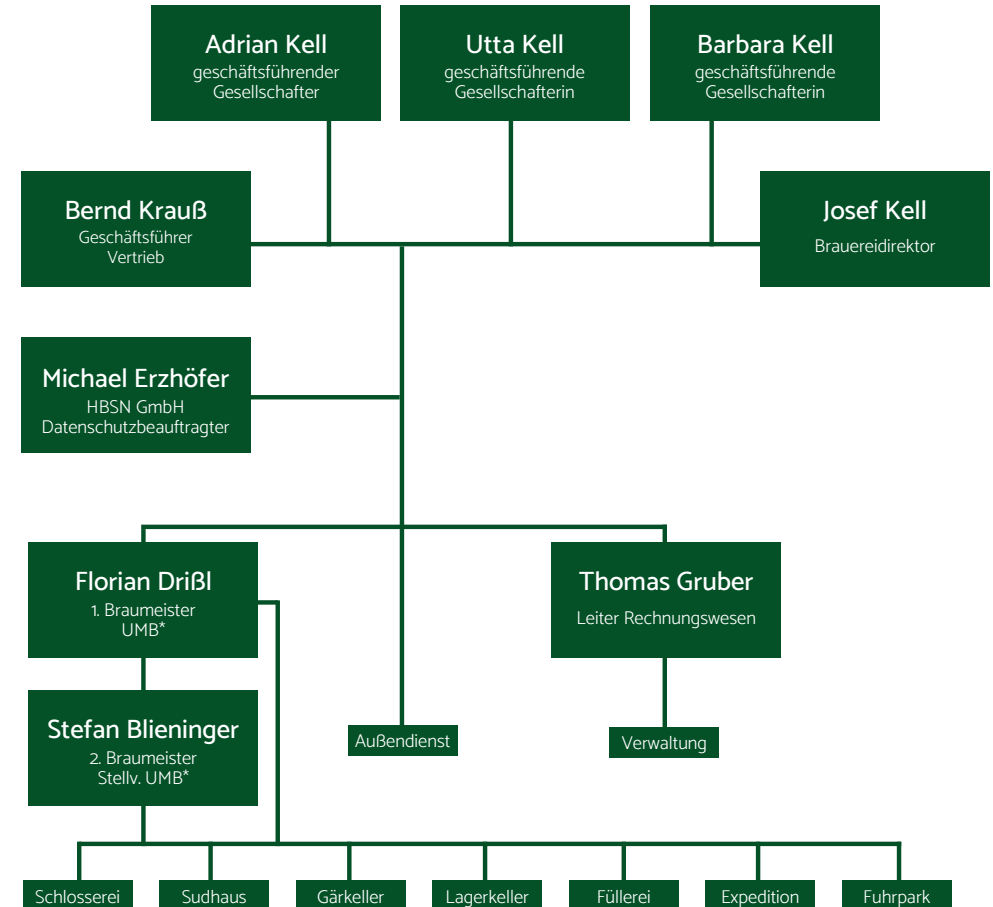 Adrian Kell
geschäftsführender
Gesellschafter
Utta Kell
geschäftsführende
Gesellschafterin
Barbara Kell
geschäftsführende
Gesellschafterin
Bernd Krauß
Geschäftsführer
Vertrieb
Josef Kell
Brauereidirektor
Michael Erzhöfer
HBSN GmbH
Datenschutzbeauftragter
Florian Drißl
1. Braumeister
UMB*
Thomas Gruber
Leiter Rechnungswesen
Stefan Blieninger
2. Braumeister
Stellv. UMB*
Außendienst
Verwaltung
Schlosserei
Sudhaus
Gärkeller
Lagerkeller
Füllerei
Expedition
Fuhrpark